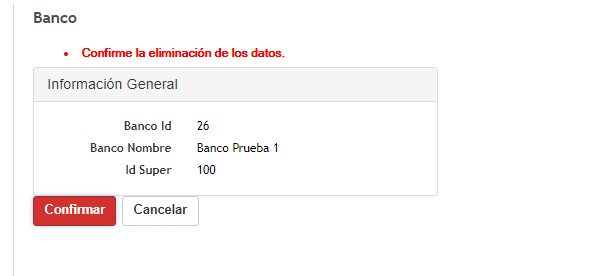 Banco
• Confirme la eliminación de los datos.
Información General
Banco Id 26
Banco Nombre Banco Prueba 1
Id Super 100
Confirmar Cancelar